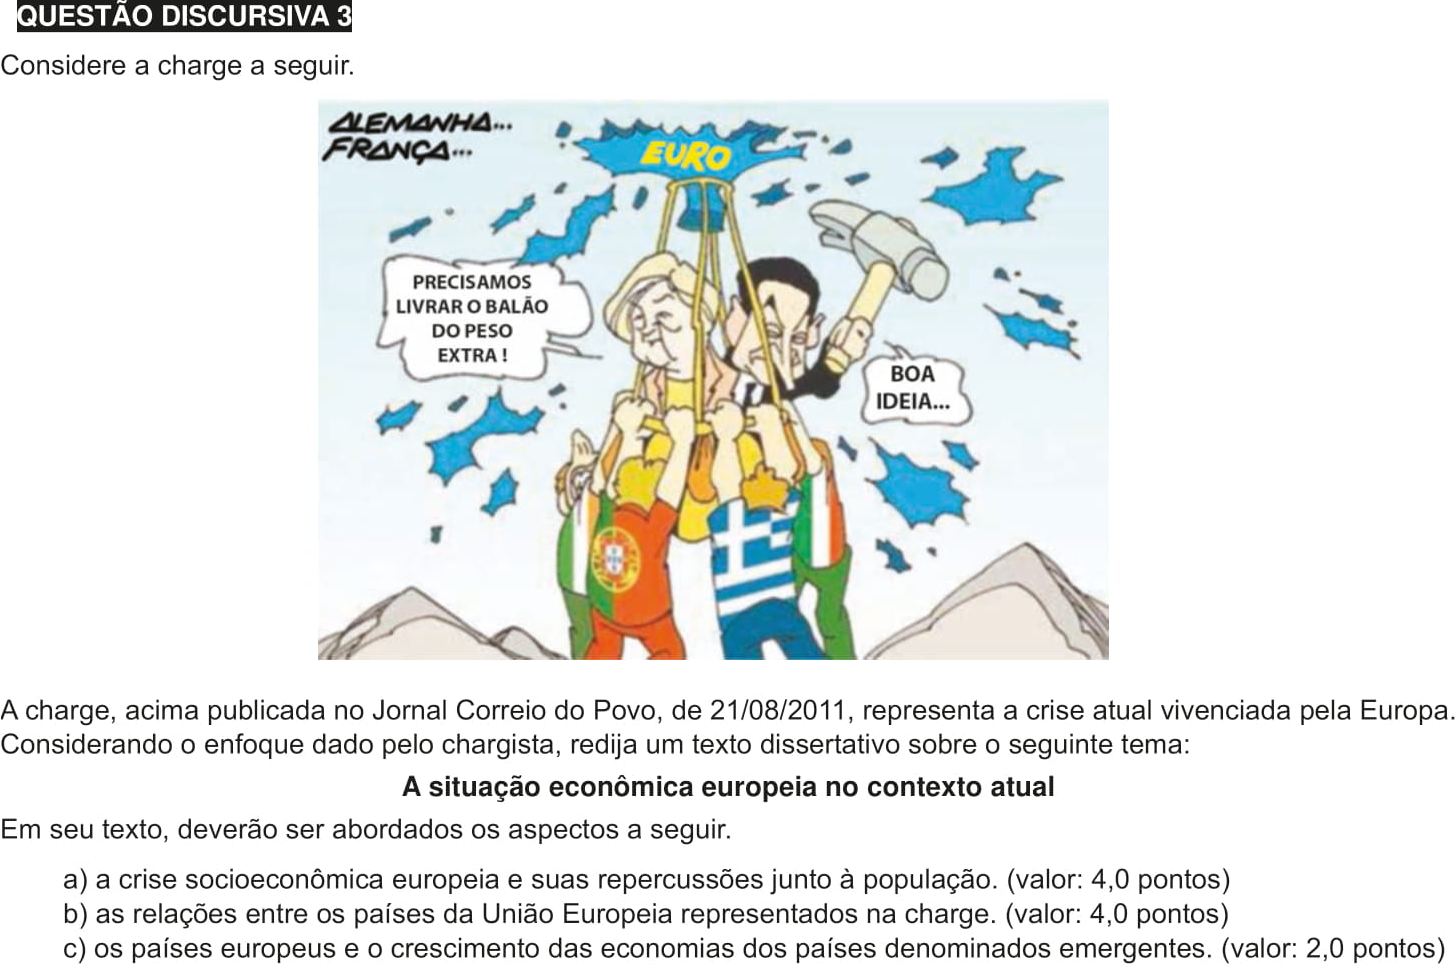 QUESTÃO DISCURSIVA 3
Considere a charge a seguir.
ALEMANHA...
FRANÇA...
EURO
PRECISAMOS
LIVRAR O BALÃO
DO PESO
EXTRA !
BOA
IDEIA...
A charge, acima publicada no Jornal Correio do Povo, de 21/08/2011, representa a crise atual vivenciada pela Europa.
Considerando o enfoque dado pelo chargista, redija um texto dissertativo sobre o seguinte tema:
A situação econômica europeia no contexto atual
Em seu texto, deverão ser abordados os aspectos a seguir.
a) a crise socioeconômica europeia e suas repercussões junto à população. (valor: 4,0 pontos)
b) as relações entre os países da União Europeia representados na charge. (valor: 4,0 pontos)
c) os países europeus e o crescimento das economias dos países denominados emergentes. (valor: 2,0 pontos)